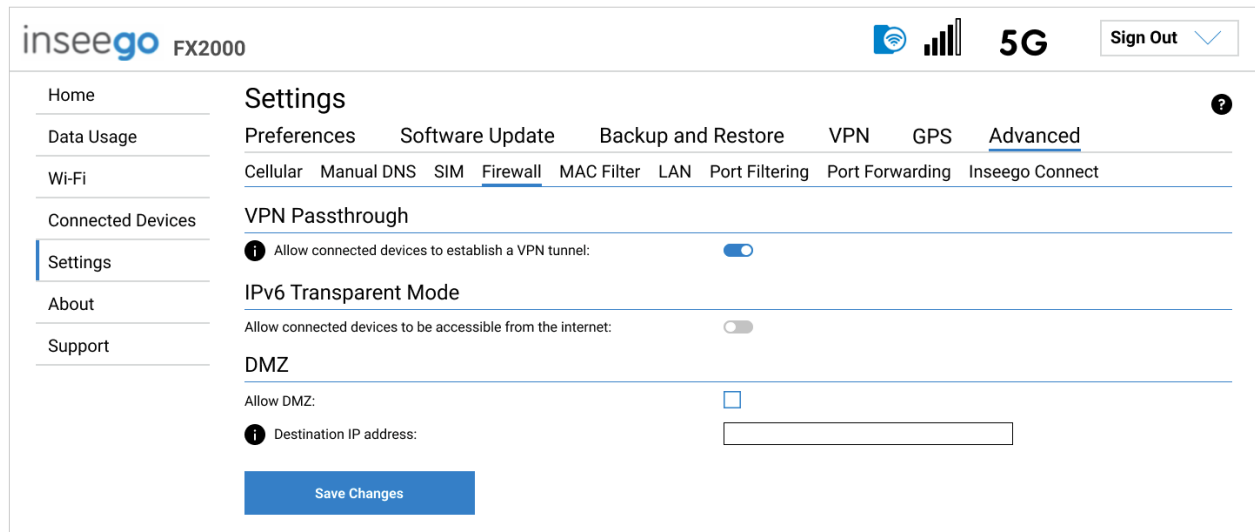 inseego FX2000
5G
Sign Out
Home
Data Usage
Wi-Fi
Connected Devices
Settings
About
Support
Settings
?
Preferences Software Update Backup and Restore VPN GPS Advanced
Cellular Manual DNS SIM Firewall MAC Filter LAN Port Filtering Port Forwarding Inseego Connect
VPN Passthrough
i Allow connected devices to establish a VPN tunnel:
IPv6 Transparent Mode
Allow connected devices to be accessible from the internet:
DMZ
Allow DMZ:
i Destination IP address:
Save Changes